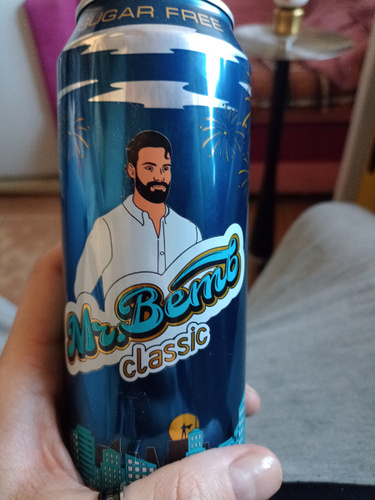 SUGAR FREE
Mr. Bemb
classic